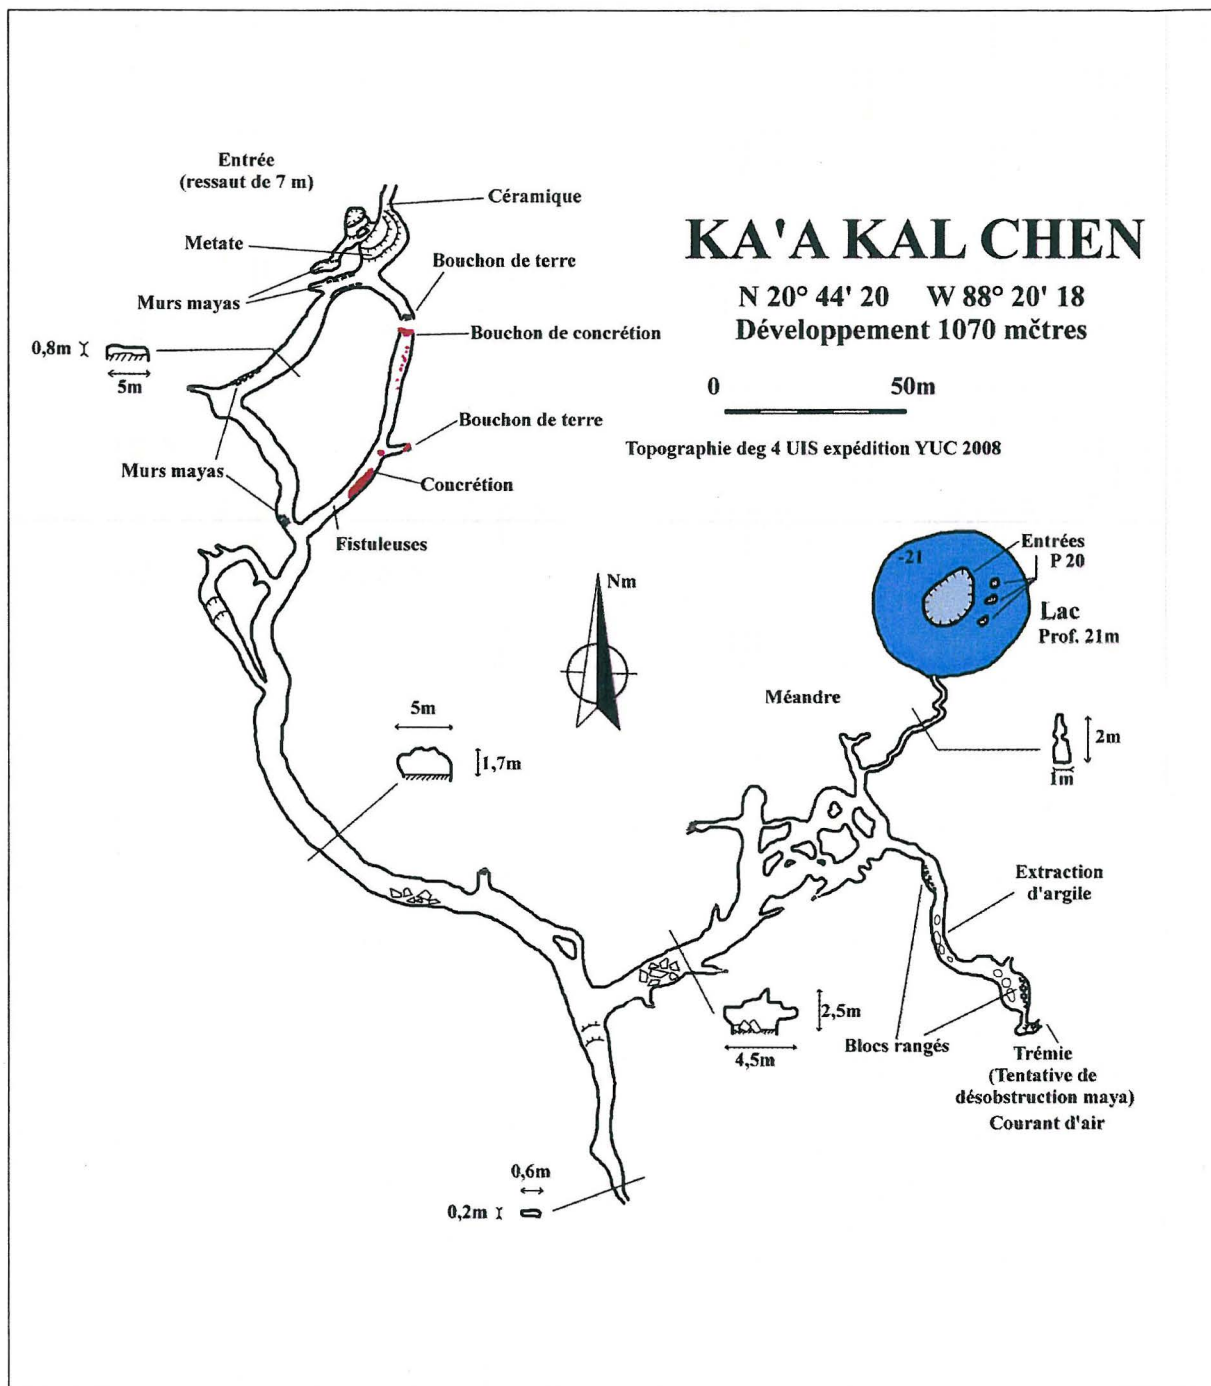 Entrée
(ressaut de 7 m)
Céramique
Metate
Bouchon de terre
Murs mayas
KA'A KAL CHEN
N 20° 44' 20 W 88° 20' 18
Développement 1070 mčtres
Bouchon de concrétion
0,8m
5m
0 50m
Bouchon de terre
Topographie deg 4 UIS expédition YUC 2008
Murs mayas
Concrétion
Fistuleuses
Entrées
P 20
-21
Nm
Lac
Prof. 21m
Méandre
5m
1,7m
2m
1m
Extraction
d'argile
2,5m
4,5m
Blocs rangés
Trémie
(Tentative de
désobstruction maya)
Courant d'air
0,6m
0,2m